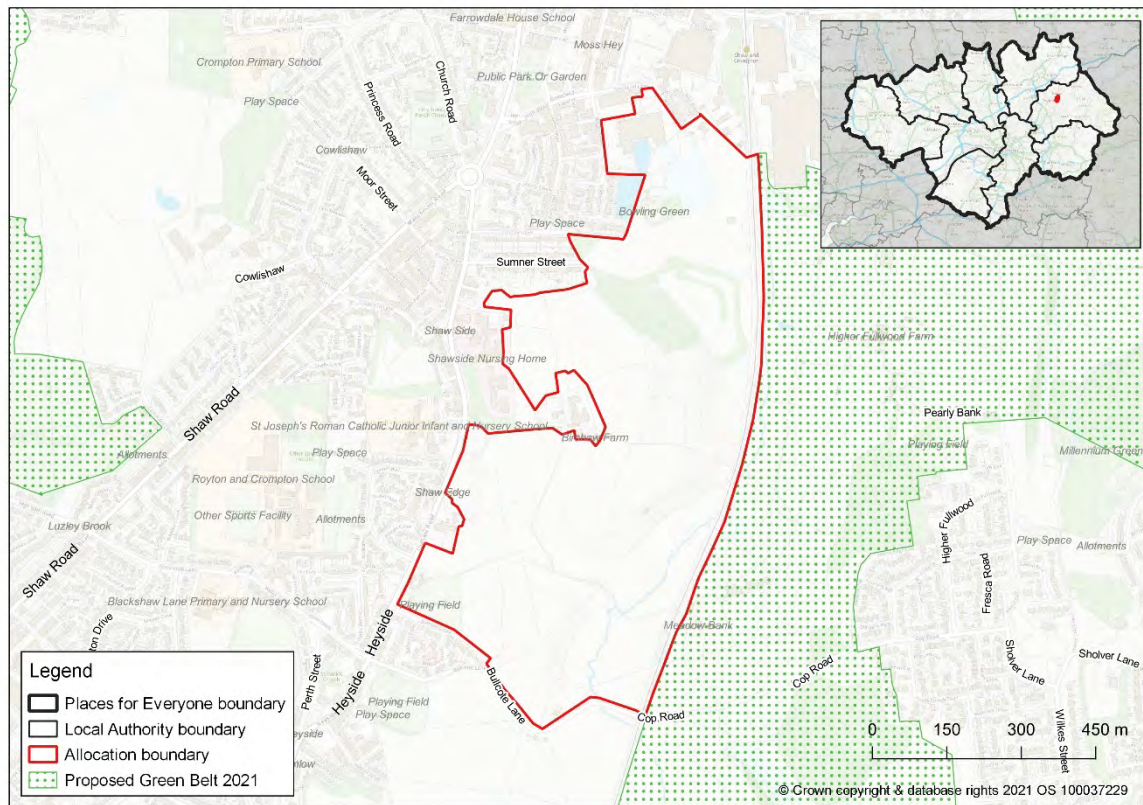 Farrowdale House School
Moss Hey
Crompton Primary School
Church Road
Public Park Or Garden
Play Space
Princess Road
Cowlishaw
Moor Street
Bowling Green
Play Space
Sumner Street
Cowlishaw
Shaw Side
Higher Fullwood Farm
Shawside Nursing Home
Shaw Road
Pearly Bank
St Joseph's Roman Catholic Junior Infant and Nursery School
Birshaw Farm
Playing Field
Allotments
Play Space
Millennium Green
Royton and Crompton School
Shaw Edge
Other Sports Facility
Allotments
Higher Fullwood
Luzley Brook
Play Space
Allotments
Shaw Road
Fresca Road
Blackshaw Lane Primary and Nursery School
Playing Field
Meadow Bank
Heyside
Sholver Lane
Sholver Lane
Perth Street
Bullcote Lane
Cop Road
Heyside
Playing Field
Play Space
Cop Road
Wilkes Street
Legend
Places for Everyone boundary
Local Authority boundary
Allocation boundary
Proposed Green Belt 2021
0 150 300 450 m
© Crown copyright & database rights 2021 OS 100037229